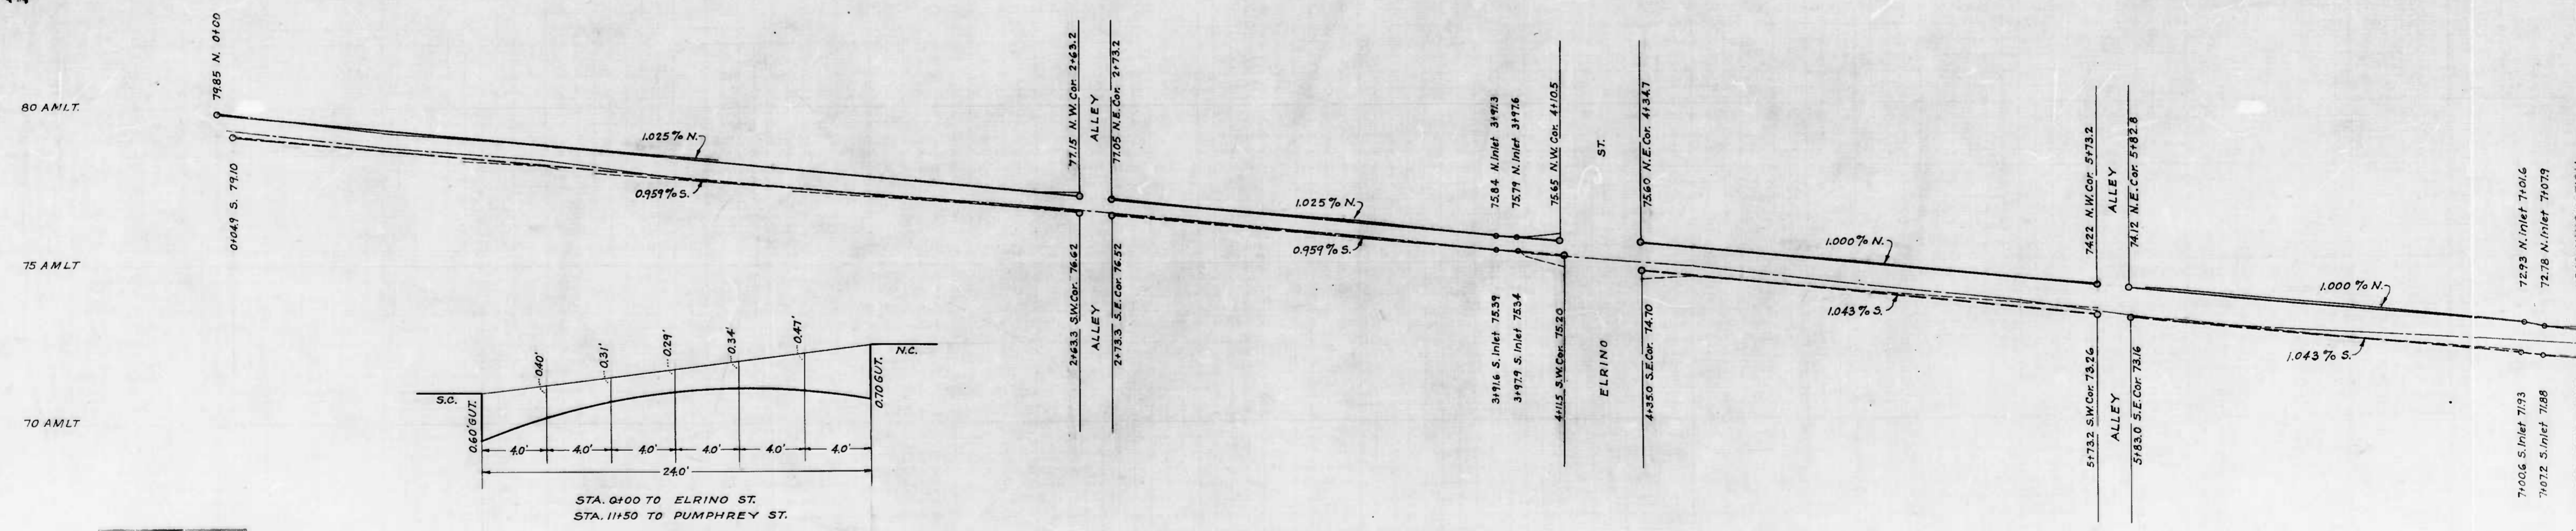 80 AMLT.
75 AMLT
70 AMLT
79.85 N. 0+00
0+04.9 S. 79.10
1.025 % N.
0.959 % S.
77.15 N.W. Cor. 2+63.2
ALLEY
77.05 N.E. Cor. 2+73.2
2+63.3 S.W. Cor. 76.62
ALLEY
2+73.3 S.E. Cor. 76.52
1.025 % N.
0.959 % S.
75.84 N. Inlet 3+91.3
75.79 N. Inlet 3+97.6
75.65 N.W. Cor. 4+10.5
ST.
75.60 N.E. Cor. 4+34.7
3+91.6 S. Inlet 75.39
3+97.9 S. Inlet 75.34
4+11.5 S.W. Cor. 75.20
ELRINO
4+35.0 S.E. Cor. 74.70
1.000 % N.
1.043 % S.
74.22 N.W. Cor. 5+73.2
ALLEY
74.12 N.E. Cor. 5+82.8
5+73.2 S.W. Cor. 73.26
ALLEY
5+83.0 S.E. Cor. 73.16
1.000 % N.
1.043 % S.
72.93 N. Inlet 7+01.6
72.78 N. Inlet 7+07.9
7+00.6 S. Inlet 71.93
7+07.2 S. Inlet 71.88
S.C.
0.60' GUT.
0.40'
0.31'
0.29'
0.34'
0.47'
N.C.
0.70 GUT.
4.0' 4.0' 4.0' 4.0' 4.0' 4.0'
24.0'
STA. 0+00 TO ELRINO ST.
STA. 11+50 TO PUMPHREY ST.